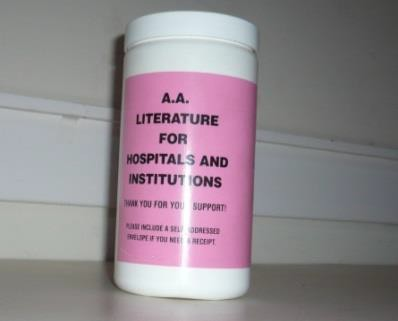 A.A.
LITERATURE
FOR
HOSPITALS AND
INSTITUTIONS
THANK YOU FOR YOUR SUPPORT!
PLEASE INCLUDE A SELF ADDRESSED
ENVELOPE IF YOU NEED A RECEIPT.